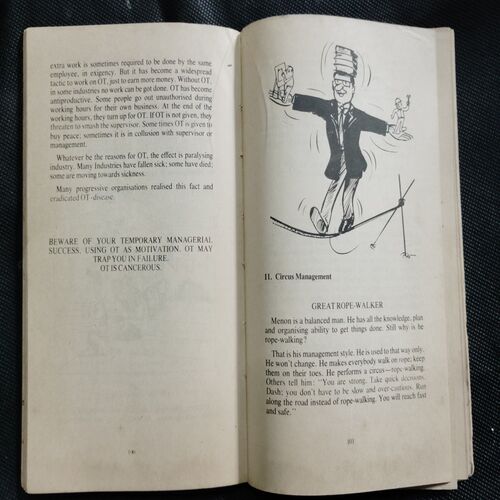 extra work is sometimes required to be done by the same
employee, in exigency. But it has become a widespread
tactic to work on OT, just to earn more money. Without OT,
in some industries no work can be got done. OT has become
antiproductive. Some people go out unauthorised during
working hours for their own business. At the end of the
working hours, they turn up for OT. If OT is not given, they
threaten to smash the supervisor. Some times OT is given to
buy peace; sometimes it is in collusion with supervisor or
management.
Whatever be the reasons for OT, the effect is paralysing
industry. Many Industries have fallen sick; some have died;
some are moving towards sickness.
Many progressive organisations realised this fact and
eradicated OT-disease.
BEWARE OF YOUR TEMPORARY MANAGERIAL
SUCCESS, USING OT AS MOTIVATION. OT MAY
TRAP YOU IN FAILURE.
OT IS CANCEROUS.
11. Circus Management
GREAT ROPE-WALKER
Menon is a balanced man. He has all the knowledge, plan
and organising ability to get things done. Still why is he
rope-walking?
That is his management style. He is used to that way only.
He won't change. He makes everybody walk on rope; keep
them on their toes. He performs a circus—rope-walking.
Others tell him: "You are strong. Take quick decisions.
Dash; you don't have to be slow and over-cautious. Run
along the road instead of rope-walking. You will reach fast
and safe."